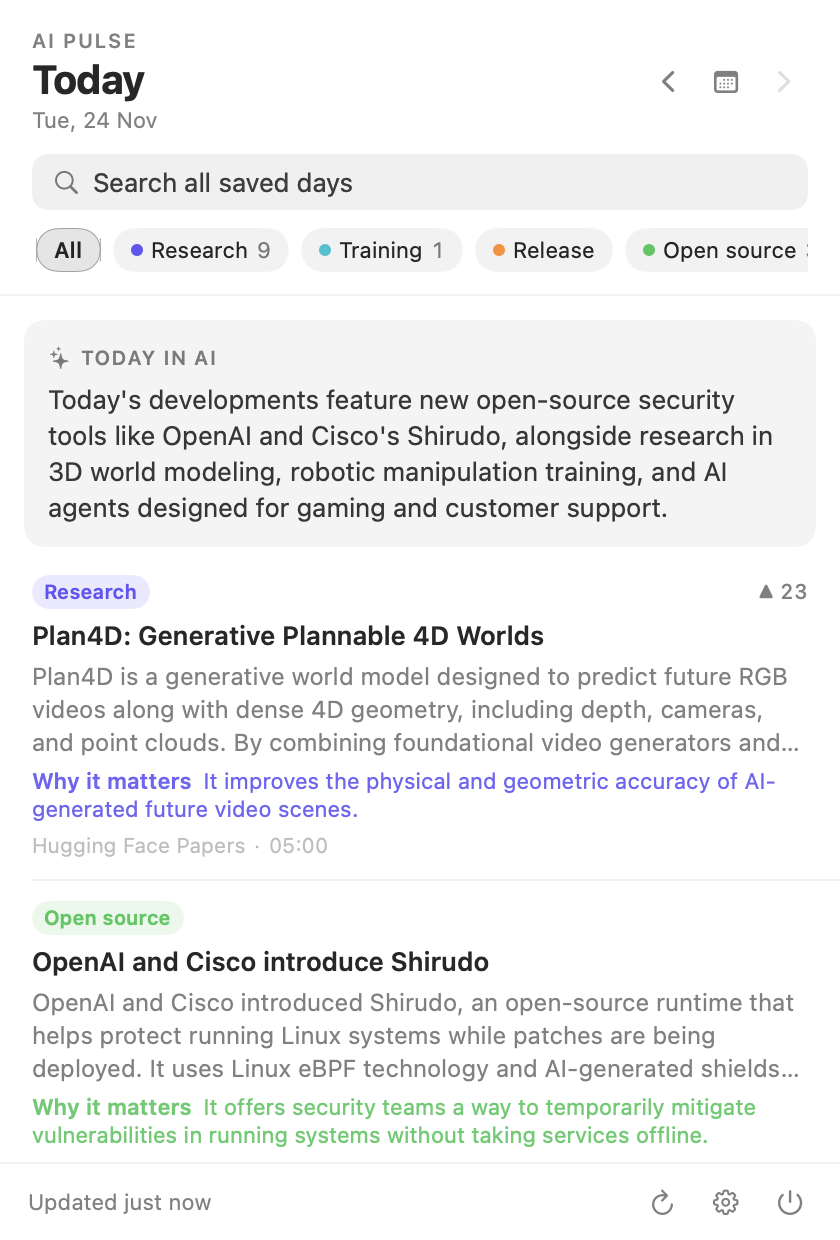 AI PULSE
Today
Tue, 24 Nov
Search all saved days
All Research 9 Training 1 Release Open source
TODAY IN AI
Today's developments feature new open-source security
tools like OpenAI and Cisco's Shirudo, alongside research in
3D world modeling, robotic manipulation training, and AI
agents designed for gaming and customer support.
Research ▲ 23
Plan4D: Generative Plannable 4D Worlds
Plan4D is a generative world model designed to predict future RGB
videos along with dense 4D geometry, including depth, cameras,
and point clouds. By combining foundational video generators and...
Why it matters It improves the physical and geometric accuracy of AI-
generated future video scenes.
Hugging Face Papers · 05:00
Open source
OpenAI and Cisco introduce Shirudo
OpenAI and Cisco introduced Shirudo, an open-source runtime that
helps protect running Linux systems while patches are being
deployed. It uses Linux eBPF technology and AI-generated shields...
Why it matters It offers security teams a way to temporarily mitigate
vulnerabilities in running systems without taking services offline.
Updated just now